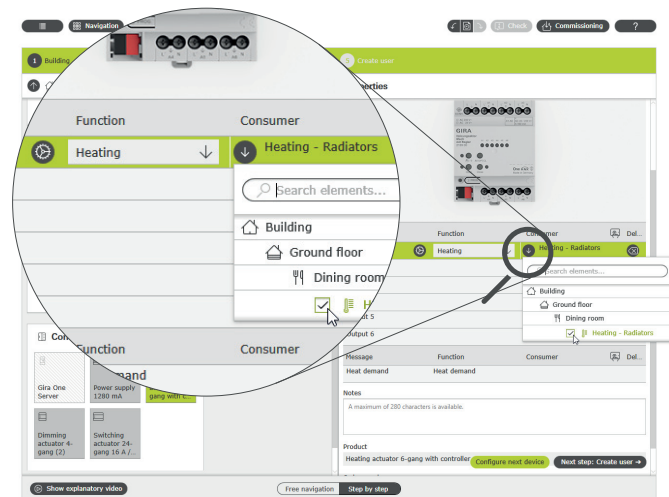 Navigation
Check
Commissioning
?
1 Building
Create user
Function
Consumer
Heating
Heating - Radiators
Search elements...
Building
Ground floor
Dining room
GIRA
Function
Consumer
Del...
Heating
Heating - Radiators
Search elements...
Building
Ground floor
Dining room
Heating - Radiators
Output 6
Function
Consumer
Message
Function
Consumer
Del...
Heat demand
Heat demand
Notes
A maximum of 280 characters is available.
Gira One
Server
Power supply
1280 mA
gang with c...
Dimming
actuator 4-
gang (2)
Switching
actuator 24-
gang 16 A /...
Product
Heating actuator 6-gang with controller
Configure next device
Next step: Create user →
Show explanatory video
Free navigation
Step by step